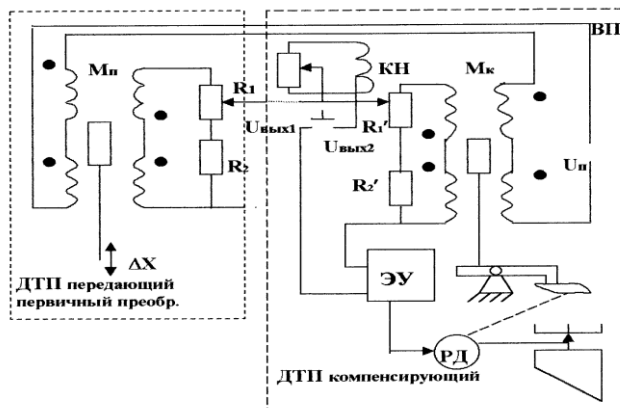 ВП
Мп
R₁
R₂
КН
Uвых1
Uвых2
R₁′
R₂′
Мк
Uп
ΔX
ДТП передающий
первичный преобр.
ЭУ
РД
ДТП компенсирующий